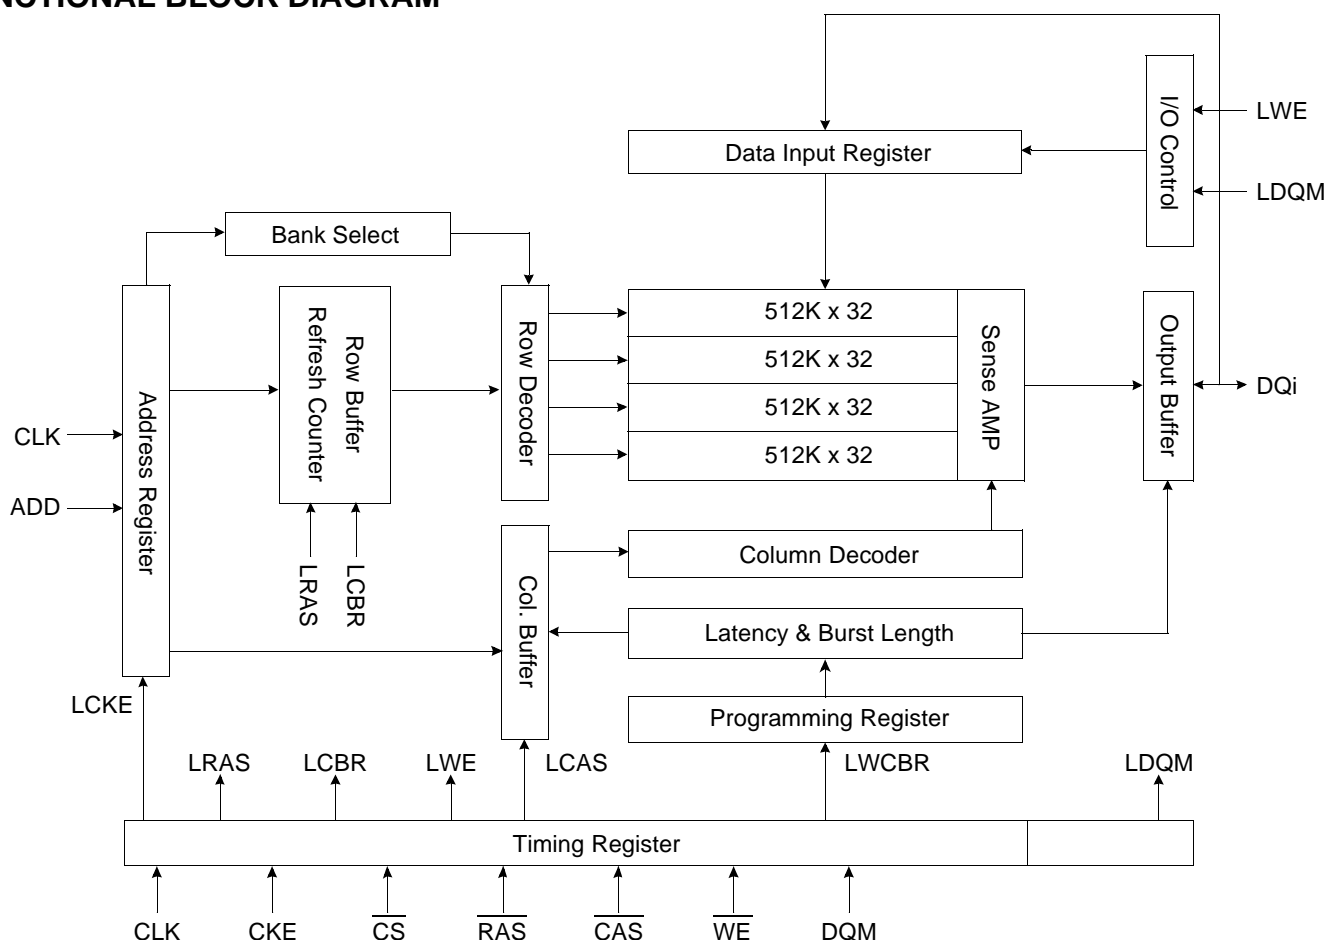 NCTIONAL BLOCK DIAGRAM
I/O Control
LWE
Data Input Register
LDQM
Bank Select
Address Register
Refresh Counter
Row Buffer
Row Decoder
512K x 32
512K x 32
512K x 32
512K x 32
Sense AMP
Output Buffer
DQi
CLK
ADD
LRAS
LCBR
Col. Buffer
Column Decoder
Latency & Burst Length
Programming Register
LCKE
LRAS
LCBR
LWE
LCAS
LWCBR
LDQM
Timing Register
CLK
CKE
CS
RAS
CAS
WE
DQM